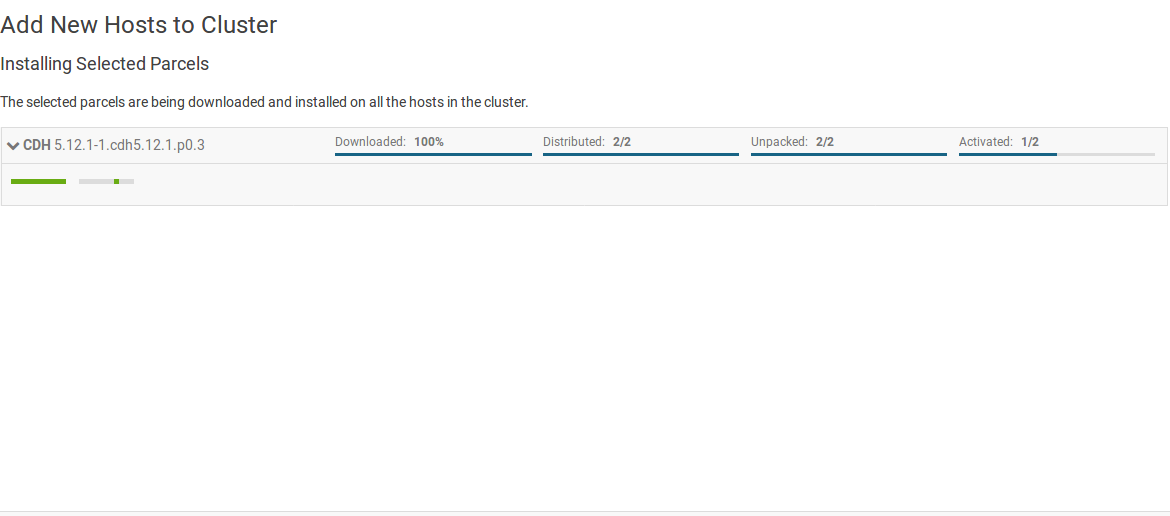 Add New Hosts to Cluster
Installing Selected Parcels
The selected parcels are being downloaded and installed on all the hosts in the cluster.
CDH 5.12.1-1.cdh5.12.1.p0.3 Downloaded: 100% Distributed: 2/2 Unpacked: 2/2 Activated: 1/2